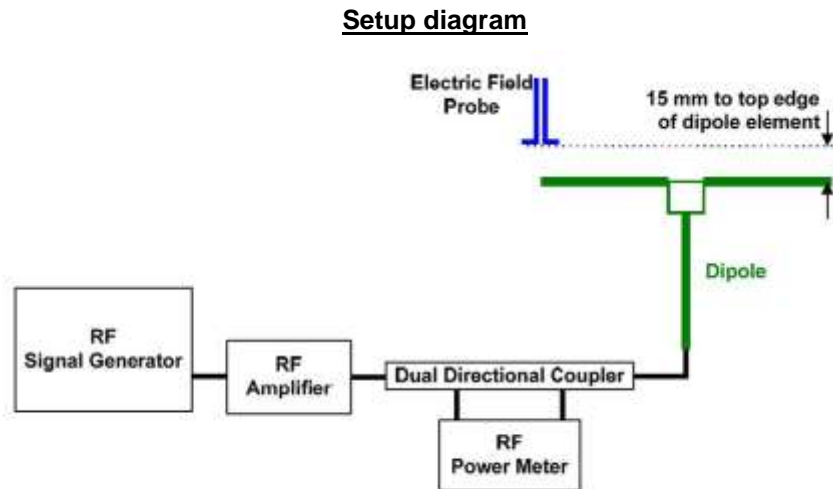 Setup diagram
Electric Field
Probe
15 mm to top edge
of dipole element
Dipole
RF
Signal Generator
RF
Amplifier
Dual Directional Coupler
RF
Power Meter